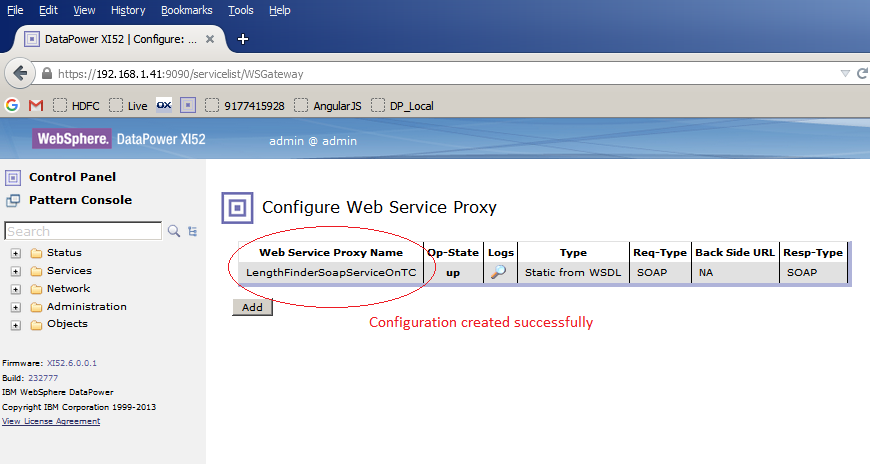 File Edit View History Bookmarks Tools Help
DataPower XI52 | Configure: ...
https://192.168.1.41:9090/servicelist/WSGateway
HDFC Live OX 9177415928 AngularJS DP_Local
WebSphere. DataPower XI52 admin @ admin
Control Panel
Pattern Console
Search
Status
Services
Network
Administration
Objects
Firmware: XI52.6.0.0.1
Build: 232777
IBM WebSphere DataPower
Copyright IBM Corporation 1999-2013
View License Agreement
Configure Web Service Proxy
Web Service Proxy Name Op-State Logs Type Req-Type Back Side URL Resp-Type
LengthFinderSoapServiceOnTC up Static from WSDL SOAP NA SOAP
Add
Configuration created successfully